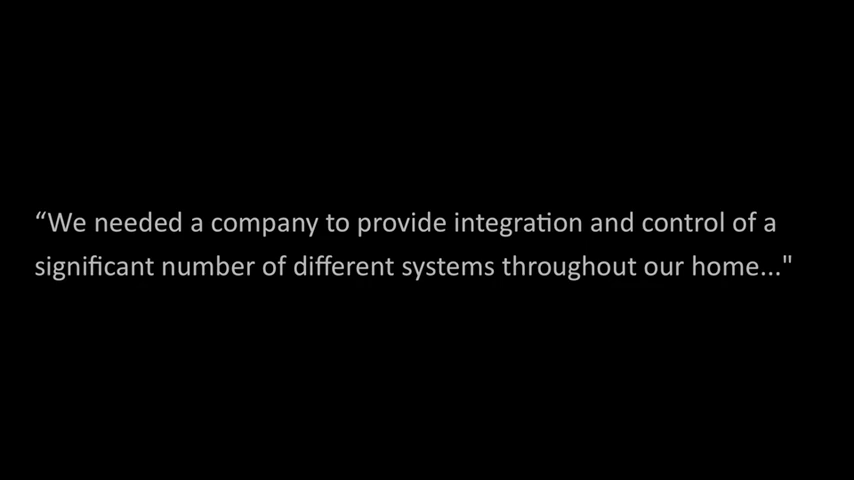 “We needed a company to provide integration and control of a
significant number of different systems throughout our home..."